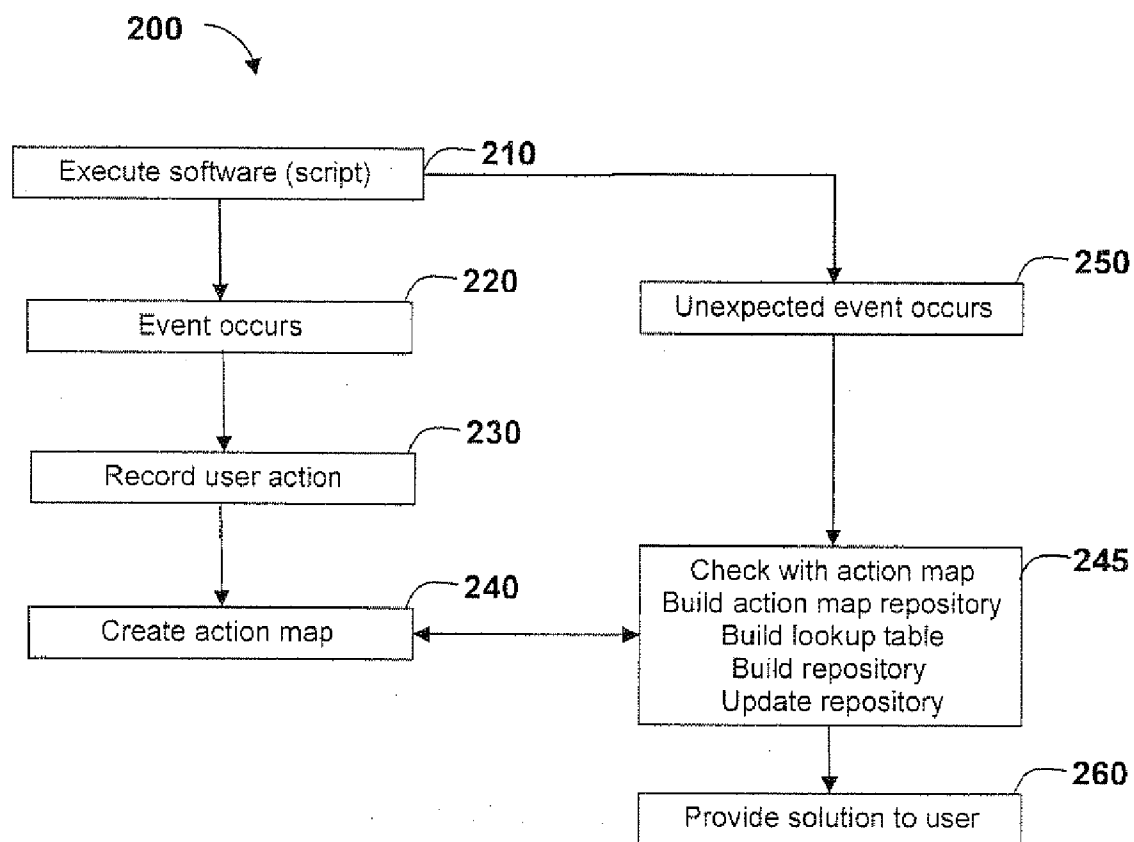 200
Execute software (script)
210
220
250
Event occurs
Unexpected event occurs
230
Record user action
240
245
Create action map
Check with action map
Build action map repository
Build lookup table
Build repository
Update repository
260
Provide solution to user